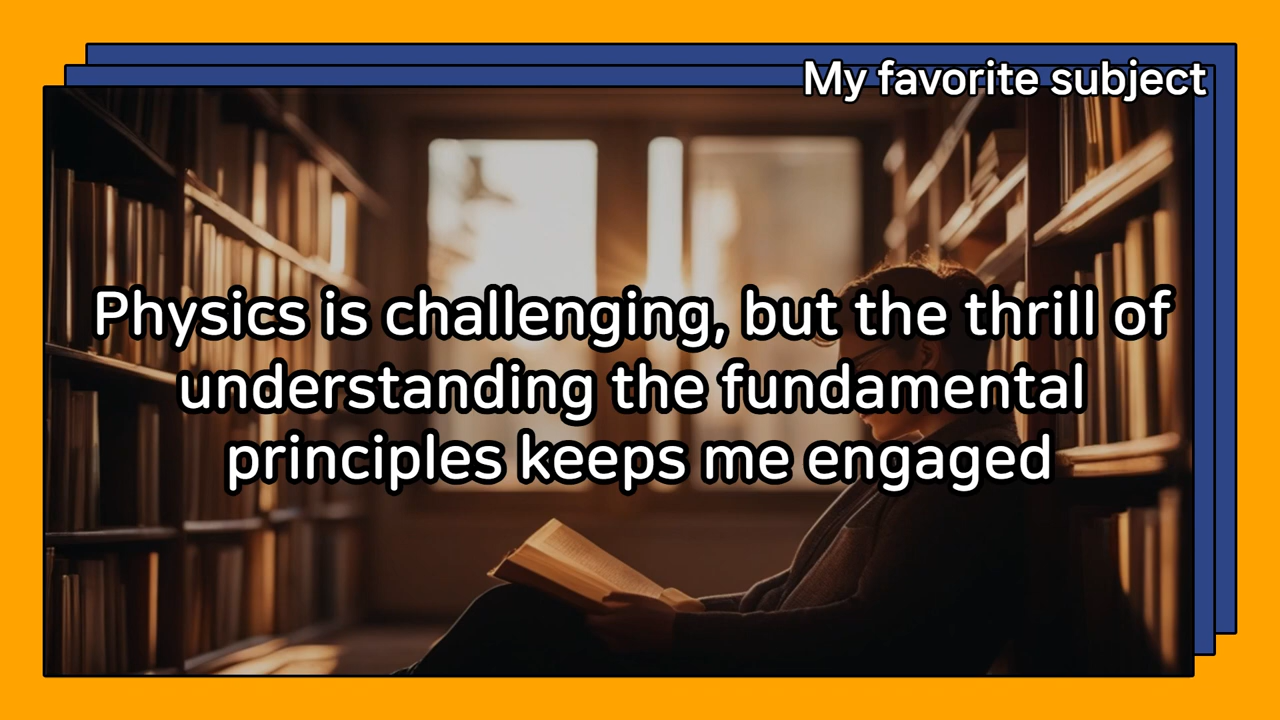 My favorite subject
Physics is challenging, but the thrill of
understanding the fundamental
principles keeps me engaged